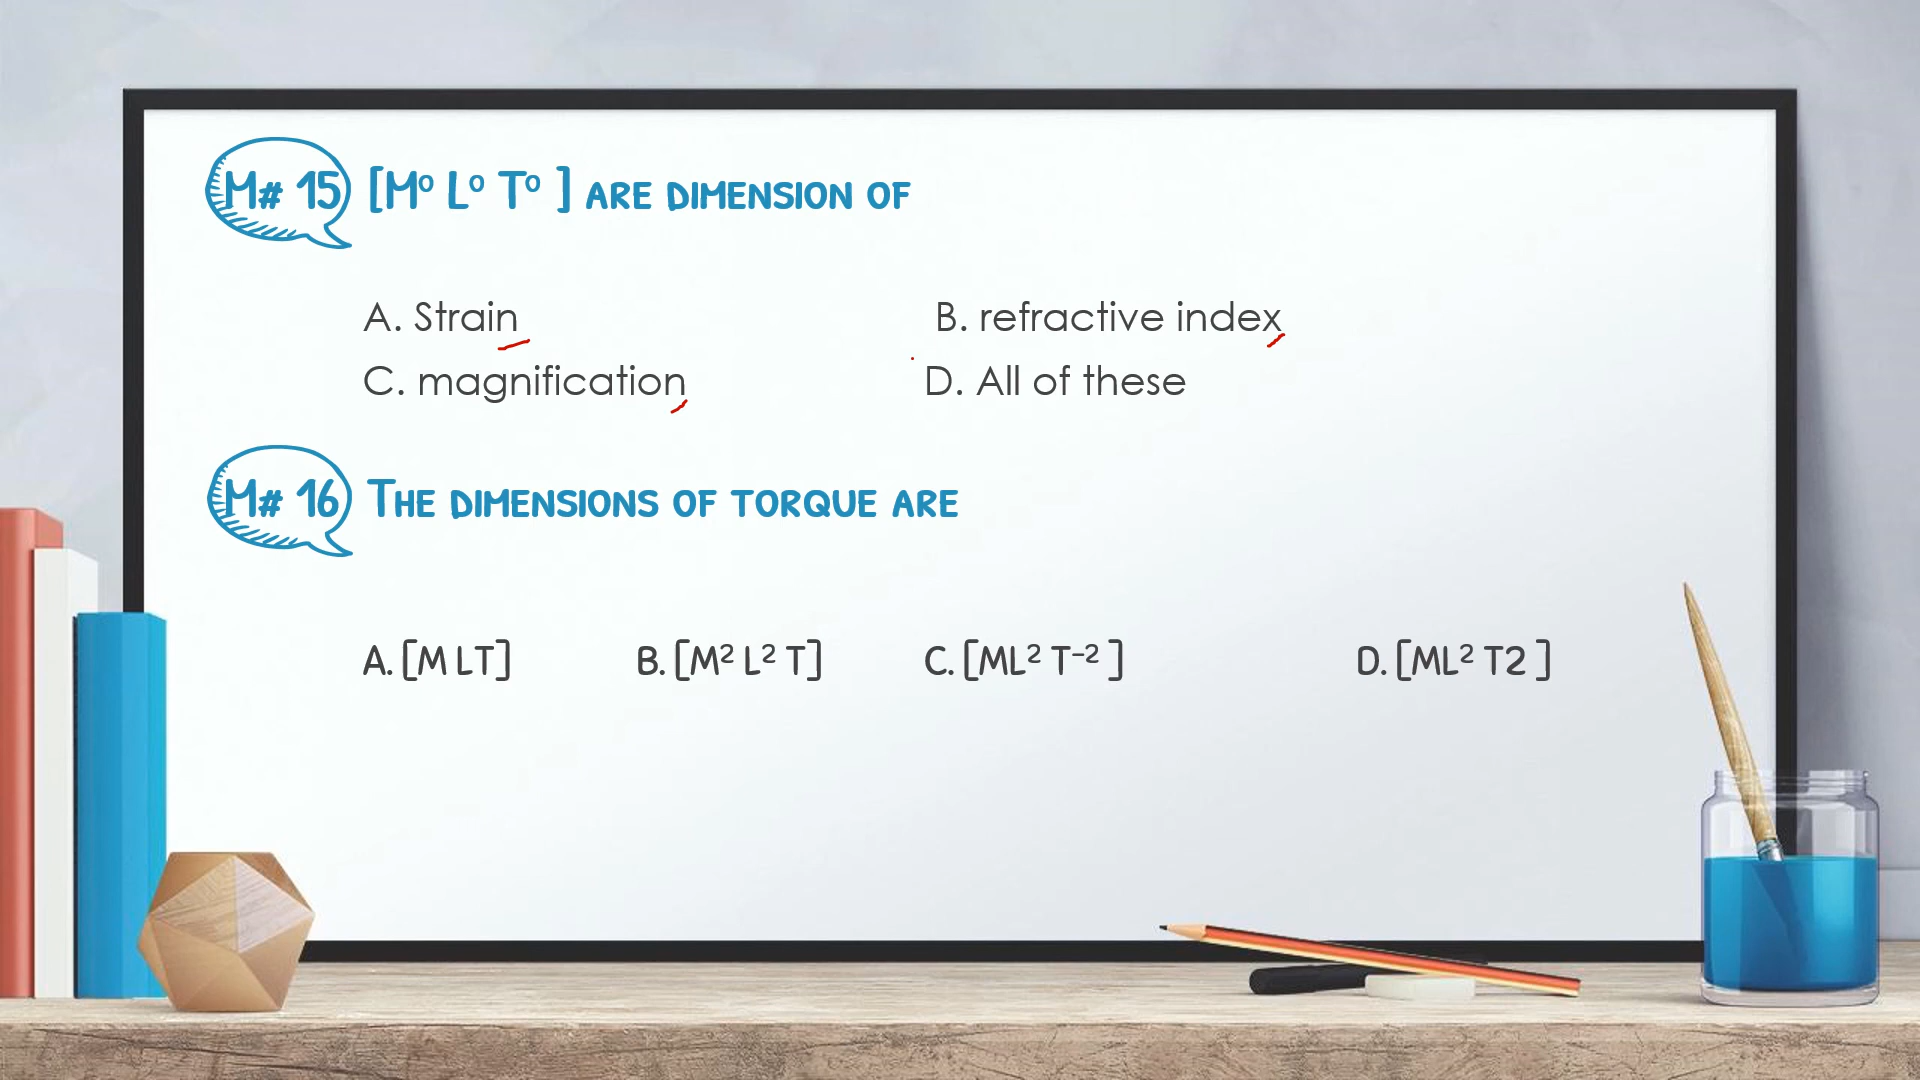 M# 15 [M⁰ L⁰ T⁰ ] ARE DIMENSION OF
A. Strain B. refractive index
C. magnification D. All of these
M# 16 THE DIMENSIONS OF TORQUE ARE
A. [M LT] B. [M² L² T] C. [ML² T⁻² ] D. [ML² T2 ]